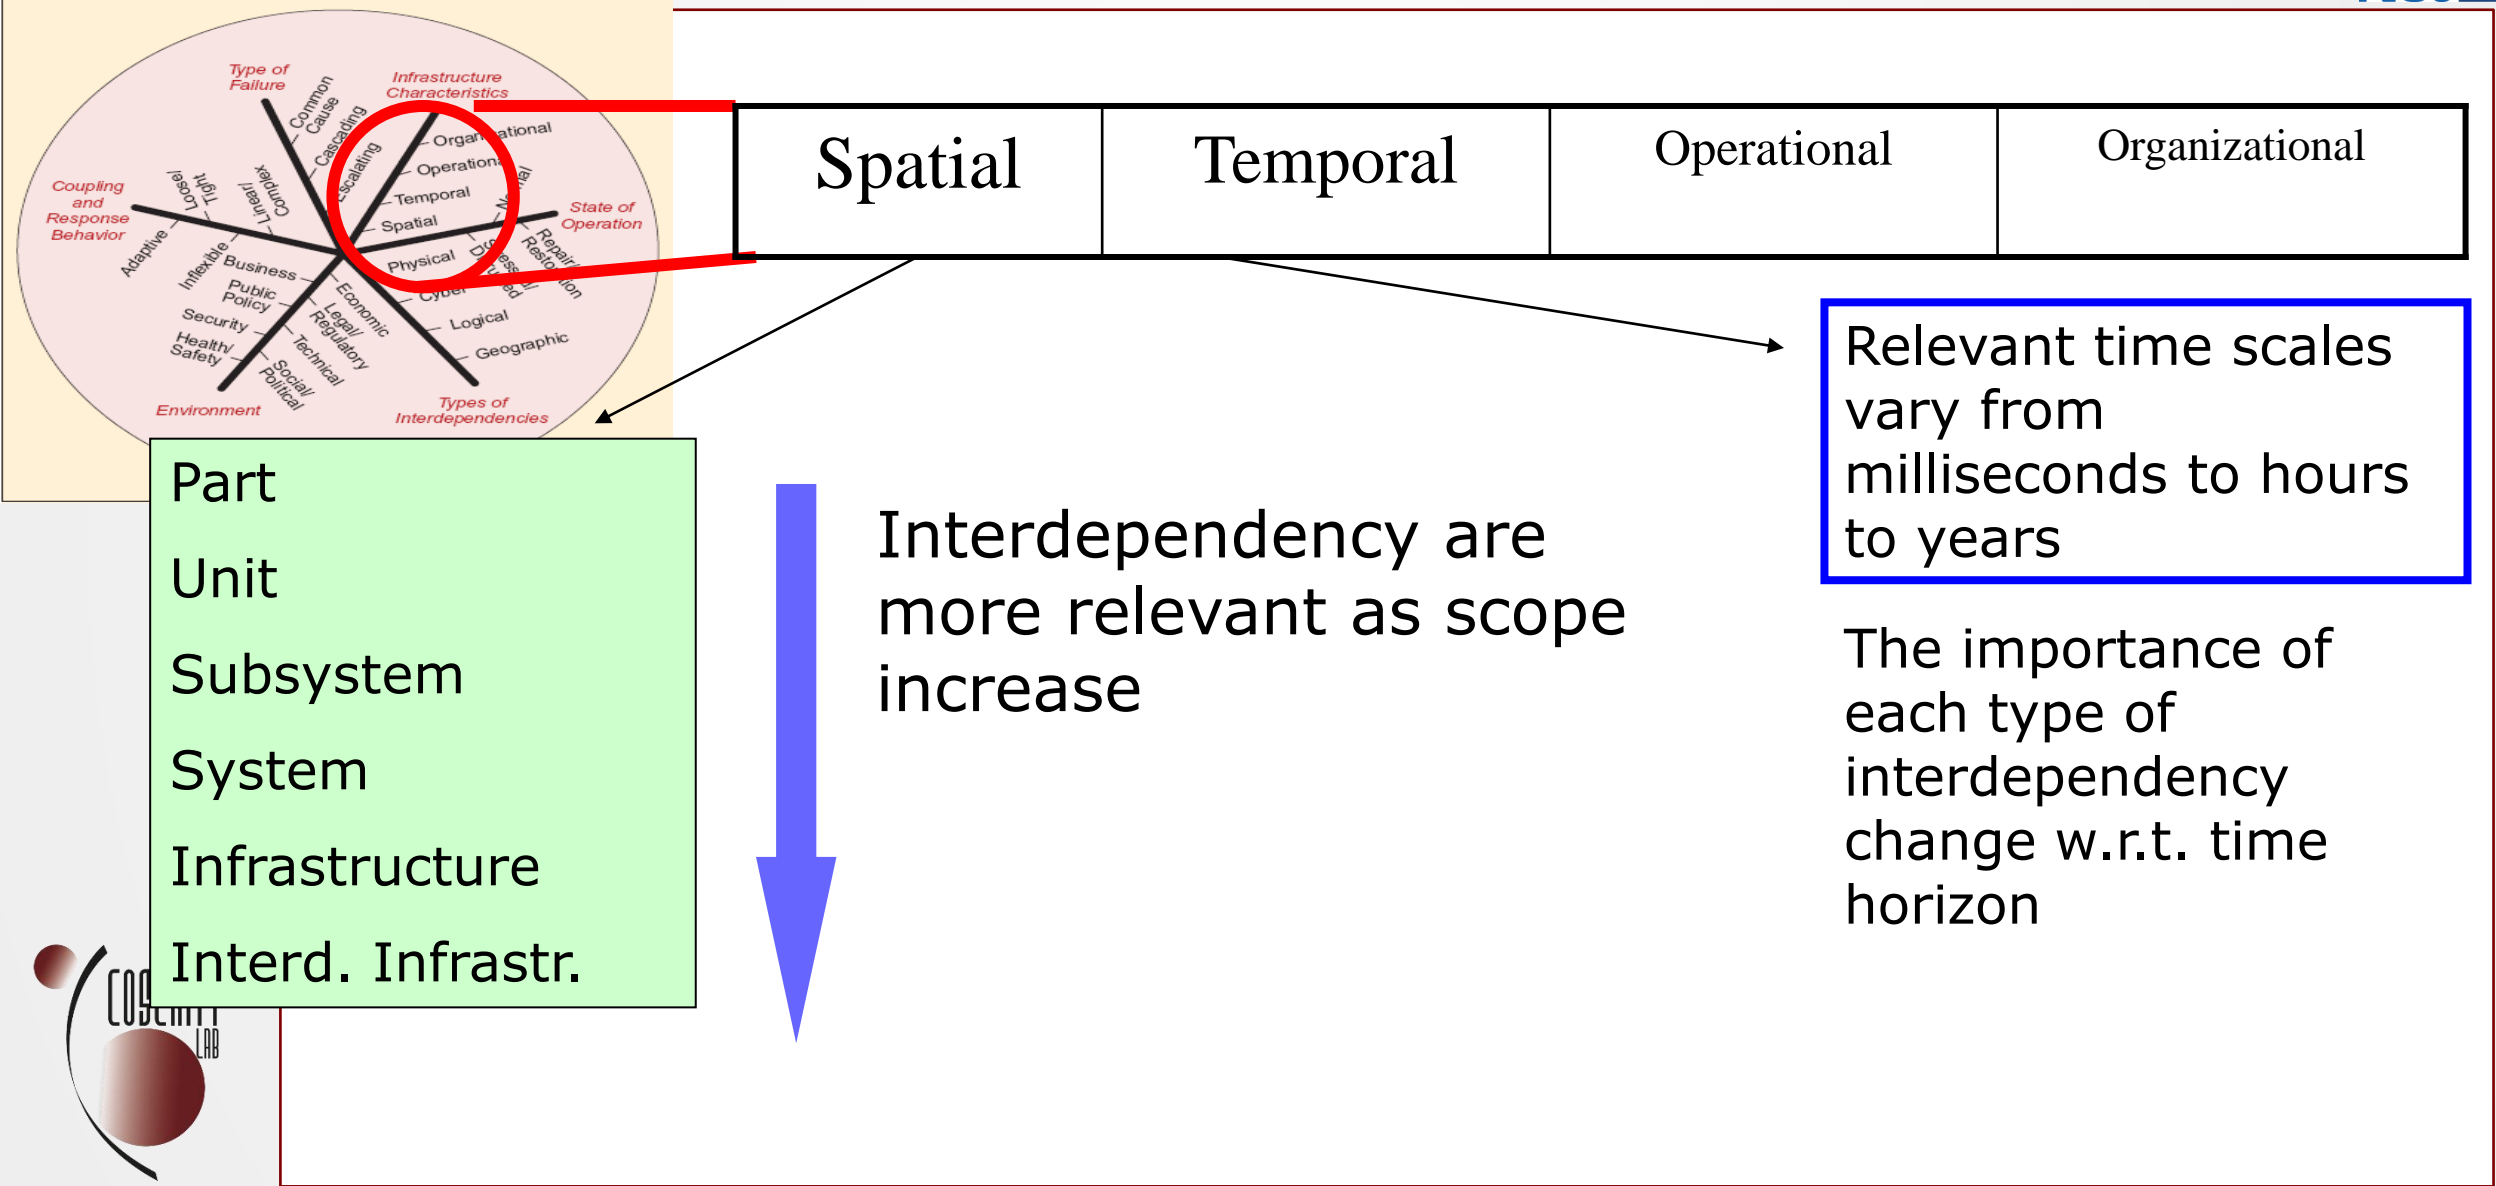 Type of
Failure
Common
Cause
Cascading
Escalating
Infrastructure
Characteristics
Organizational
Operational
Temporal
Spatial
State of
Operation
Normal
Repair/
Restoration
Coupling
and
Response
Behavior
Loose/
Tight
Linear/
Complex
Adaptive
Inflexible
Business
Public
Policy
Security
Health/
Safety
Economic
Legal/
Regulatory
Technical
Social/
Political
Environment
Physical
Cyber
Logical
Geographic
Types of
Interdependencies
Spatial
Temporal
Operational
Organizational
Part
Unit
Subsystem
System
Infrastructure
Interd. Infrastr.
Interdependency are
more relevant as scope
increase
Relevant time scales
vary from
milliseconds to hours
to years
The importance of
each type of
interdependency
change w.r.t. time
horizon
LAB